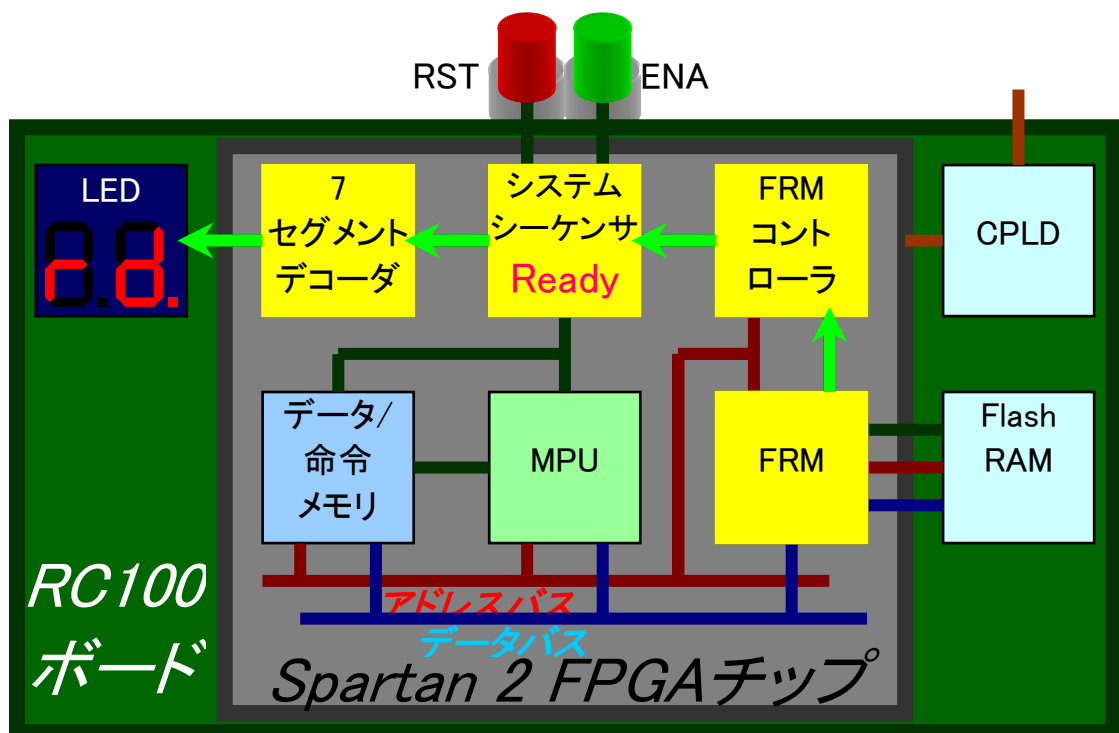 RST
ENA
LED
rd.
7
セグメント
デコーダ
システム
シーケンサ
Ready
FRM
コント
ローラ
CPLD
データ/
命令
メモリ
MPU
FRM
Flash
RAM
アドレスバス
データバス
RC100
ボード
Spartan 2 FPGAチップ